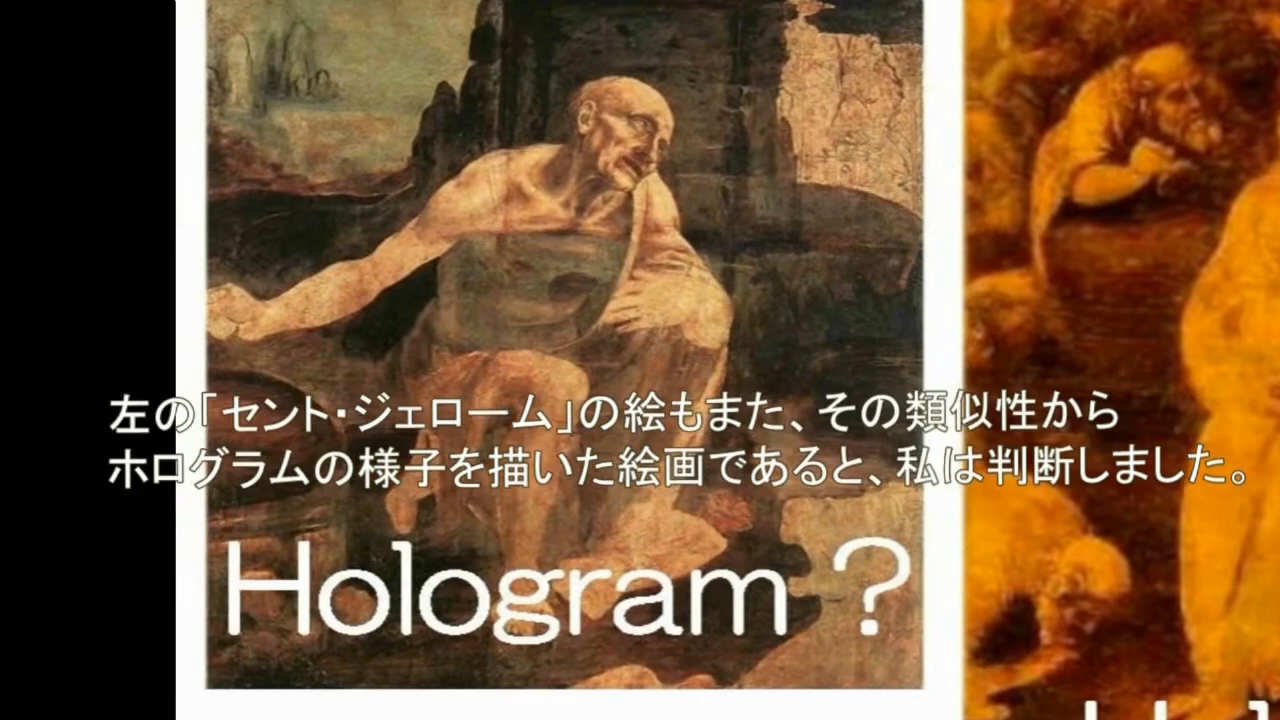 左の「セント・ジェローム」の絵もまた、その類似性から
ホログラムの様子を描いた絵画であると、私は判断しました。
Hologram ?